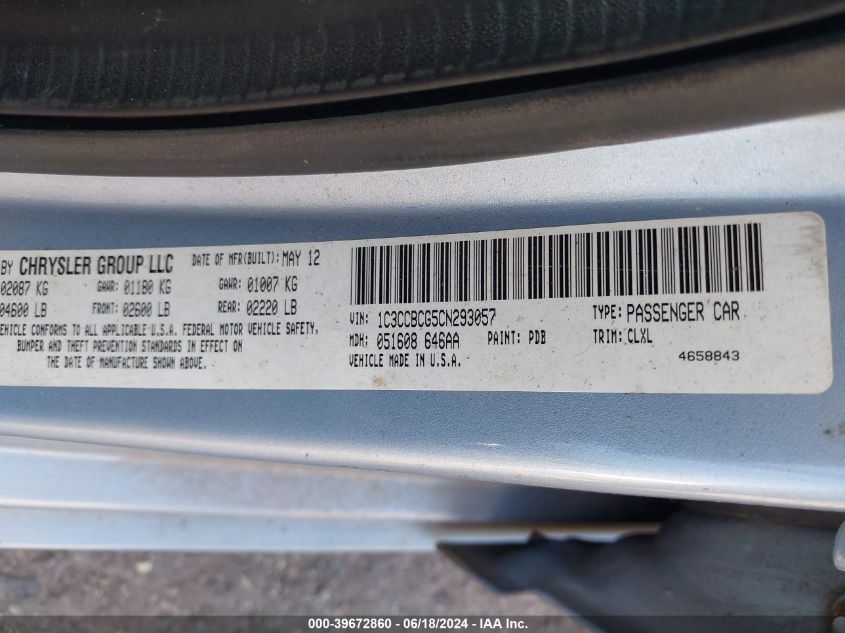 BY CHRYSLER GROUP LLC DATE OF MFR(BUILT): MAY 12
02087 KG GAWR: 01180 KG GAWR: 01007 KG
04600 LB FRONT: 02600 LB REAR: 02220 LB
VEHICLE CONFORMS TO ALL APPLICABLE U.S.A. FEDERAL MOTOR VEHICLE SAFETY,
BUMPER AND THEFT PREVENTION STANDARDS IN EFFECT ON
THE DATE OF MANUFACTURE SHOWN ABOVE.
VIN: 1C3CCBCG5CN293057 TYPE: PASSENGER CAR
MDH: 051608 646AA PAINT: PDB TRIM: CLXL
VEHICLE MADE IN U.S.A. 4658843
000-39672860 - 06/18/2024 - IAA Inc.